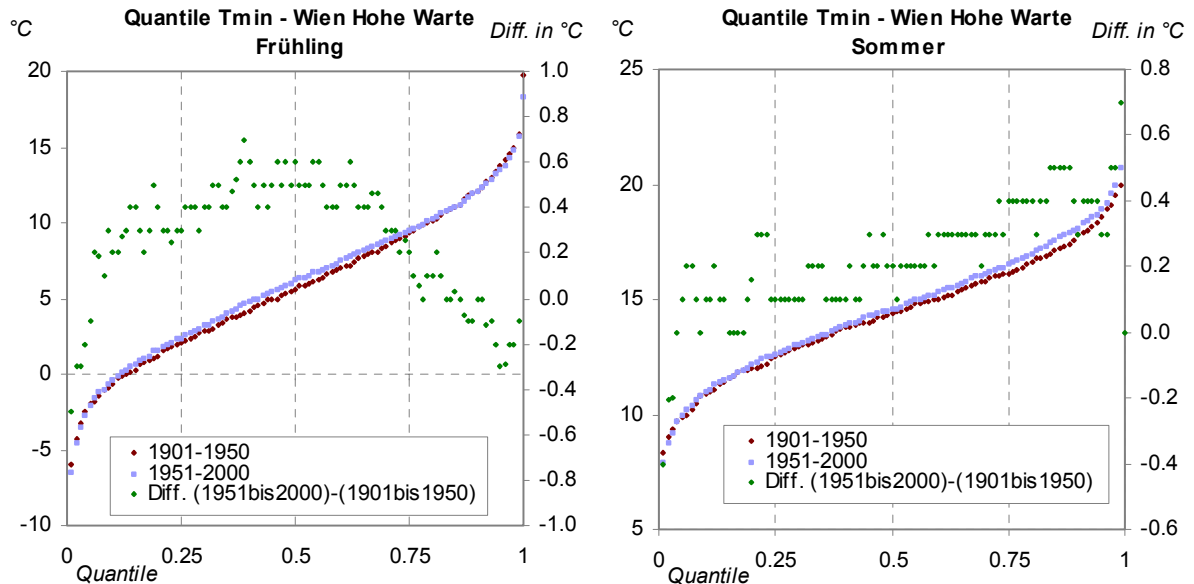 Quantile Tmin - Wien Hohe Warte
Frühling
°C
Diff. in °C
20
15
10
5
0
-5
-10
1.0
0.8
0.6
0.4
0.2
0.0
-0.2
-0.4
-0.6
-0.8
-1.0
1901-1950
1951-2000
Diff. (1951bis2000)-(1901bis1950)
0 0.25 0.5 0.75 1
Quantile
Quantile Tmin - Wien Hohe Warte
Sommer
°C
Diff. in °C
25
20
15
10
5
0.8
0.6
0.4
0.2
0.0
-0.2
-0.4
-0.6
1901-1950
1951-2000
Diff. (1951bis2000)-(1901bis1950)
0 0.25 0.5 0.75 1
Quantile